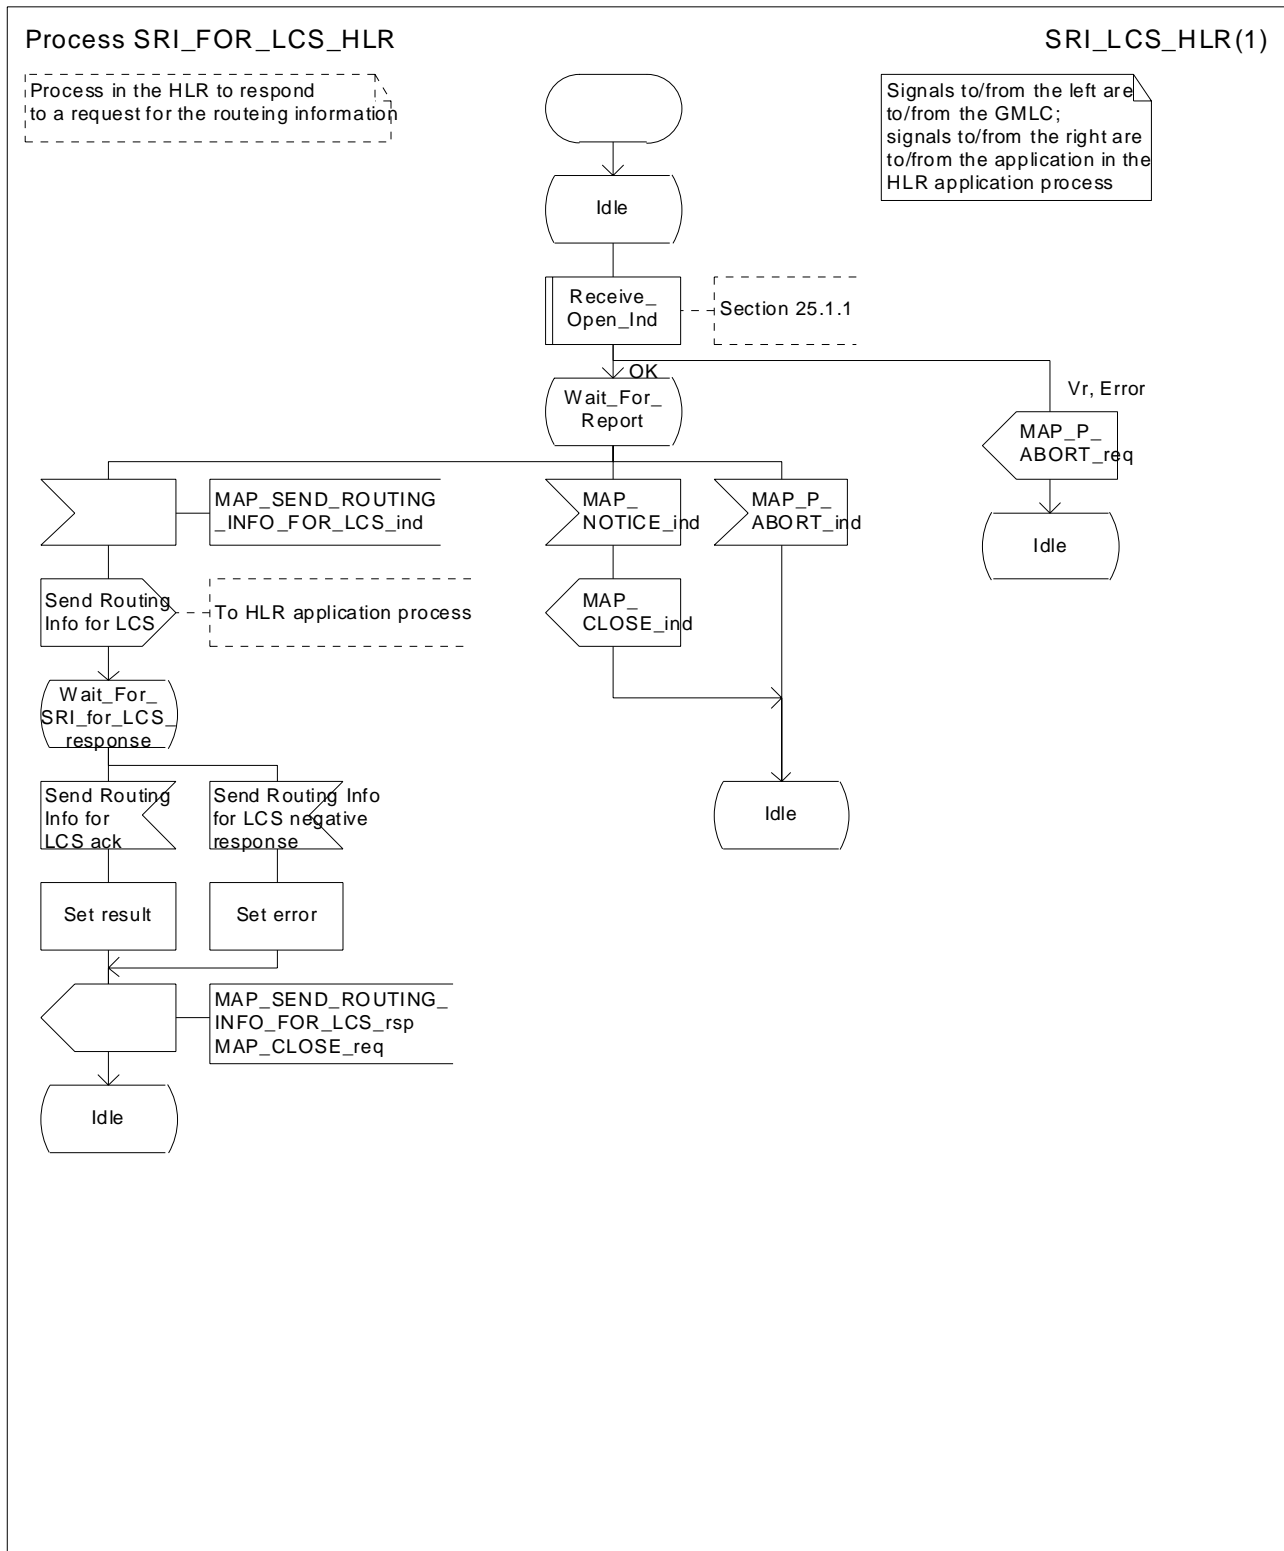 Process SRI_FOR_LCS_HLR
SRI_LCS_HLR(1)
Process in the HLR to respond
to a request for the routeing information
Signals to/from the left are
to/from the GMLC;
signals to/from the right are
to/from the application in the
HLR application process
Idle
Receive_
Open_Ind
Section 25.1.1
OK
Vr, Error
Wait_For_
Report
MAP_P_
ABORT_req
Idle
MAP_SEND_ROUTING
_INFO_FOR_LCS_ind
MAP_
NOTICE_ind
MAP_P_
ABORT_ind
Send Routing
Info for LCS
To HLR application process
MAP_
CLOSE_ind
Wait_For_
SRI_for_LCS_
response
Send Routing
Info for
LCS ack
Send Routing Info
for LCS negative
response
Idle
Set result
Set error
MAP_SEND_ROUTING_
INFO_FOR_LCS_rsp
MAP_CLOSE_req
Idle